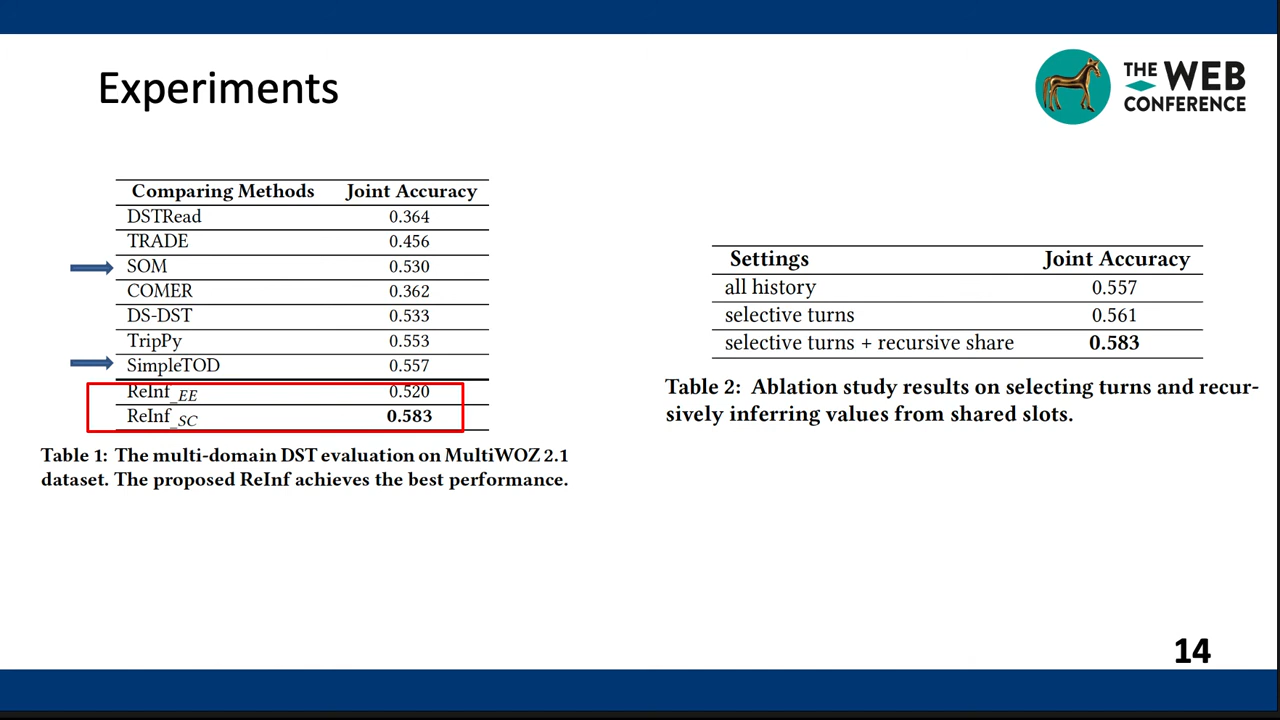 Experiments
THE WEB
CONFERENCE
Comparing Methods Joint Accuracy
DSTRead 0.364
TRADE 0.456
SOM 0.530
COMER 0.362
DS-DST 0.533
TripPy 0.553
SimpleTOD 0.557
ReInf_EE 0.520
ReInf_SC 0.583
Table 1: The multi-domain DST evaluation on MultiWOZ 2.1
dataset. The proposed ReInf achieves the best performance.
Settings Joint Accuracy
all history 0.557
selective turns 0.561
selective turns + recursive share 0.583
Table 2: Ablation study results on selecting turns and recur-
sively inferring values from shared slots.
14